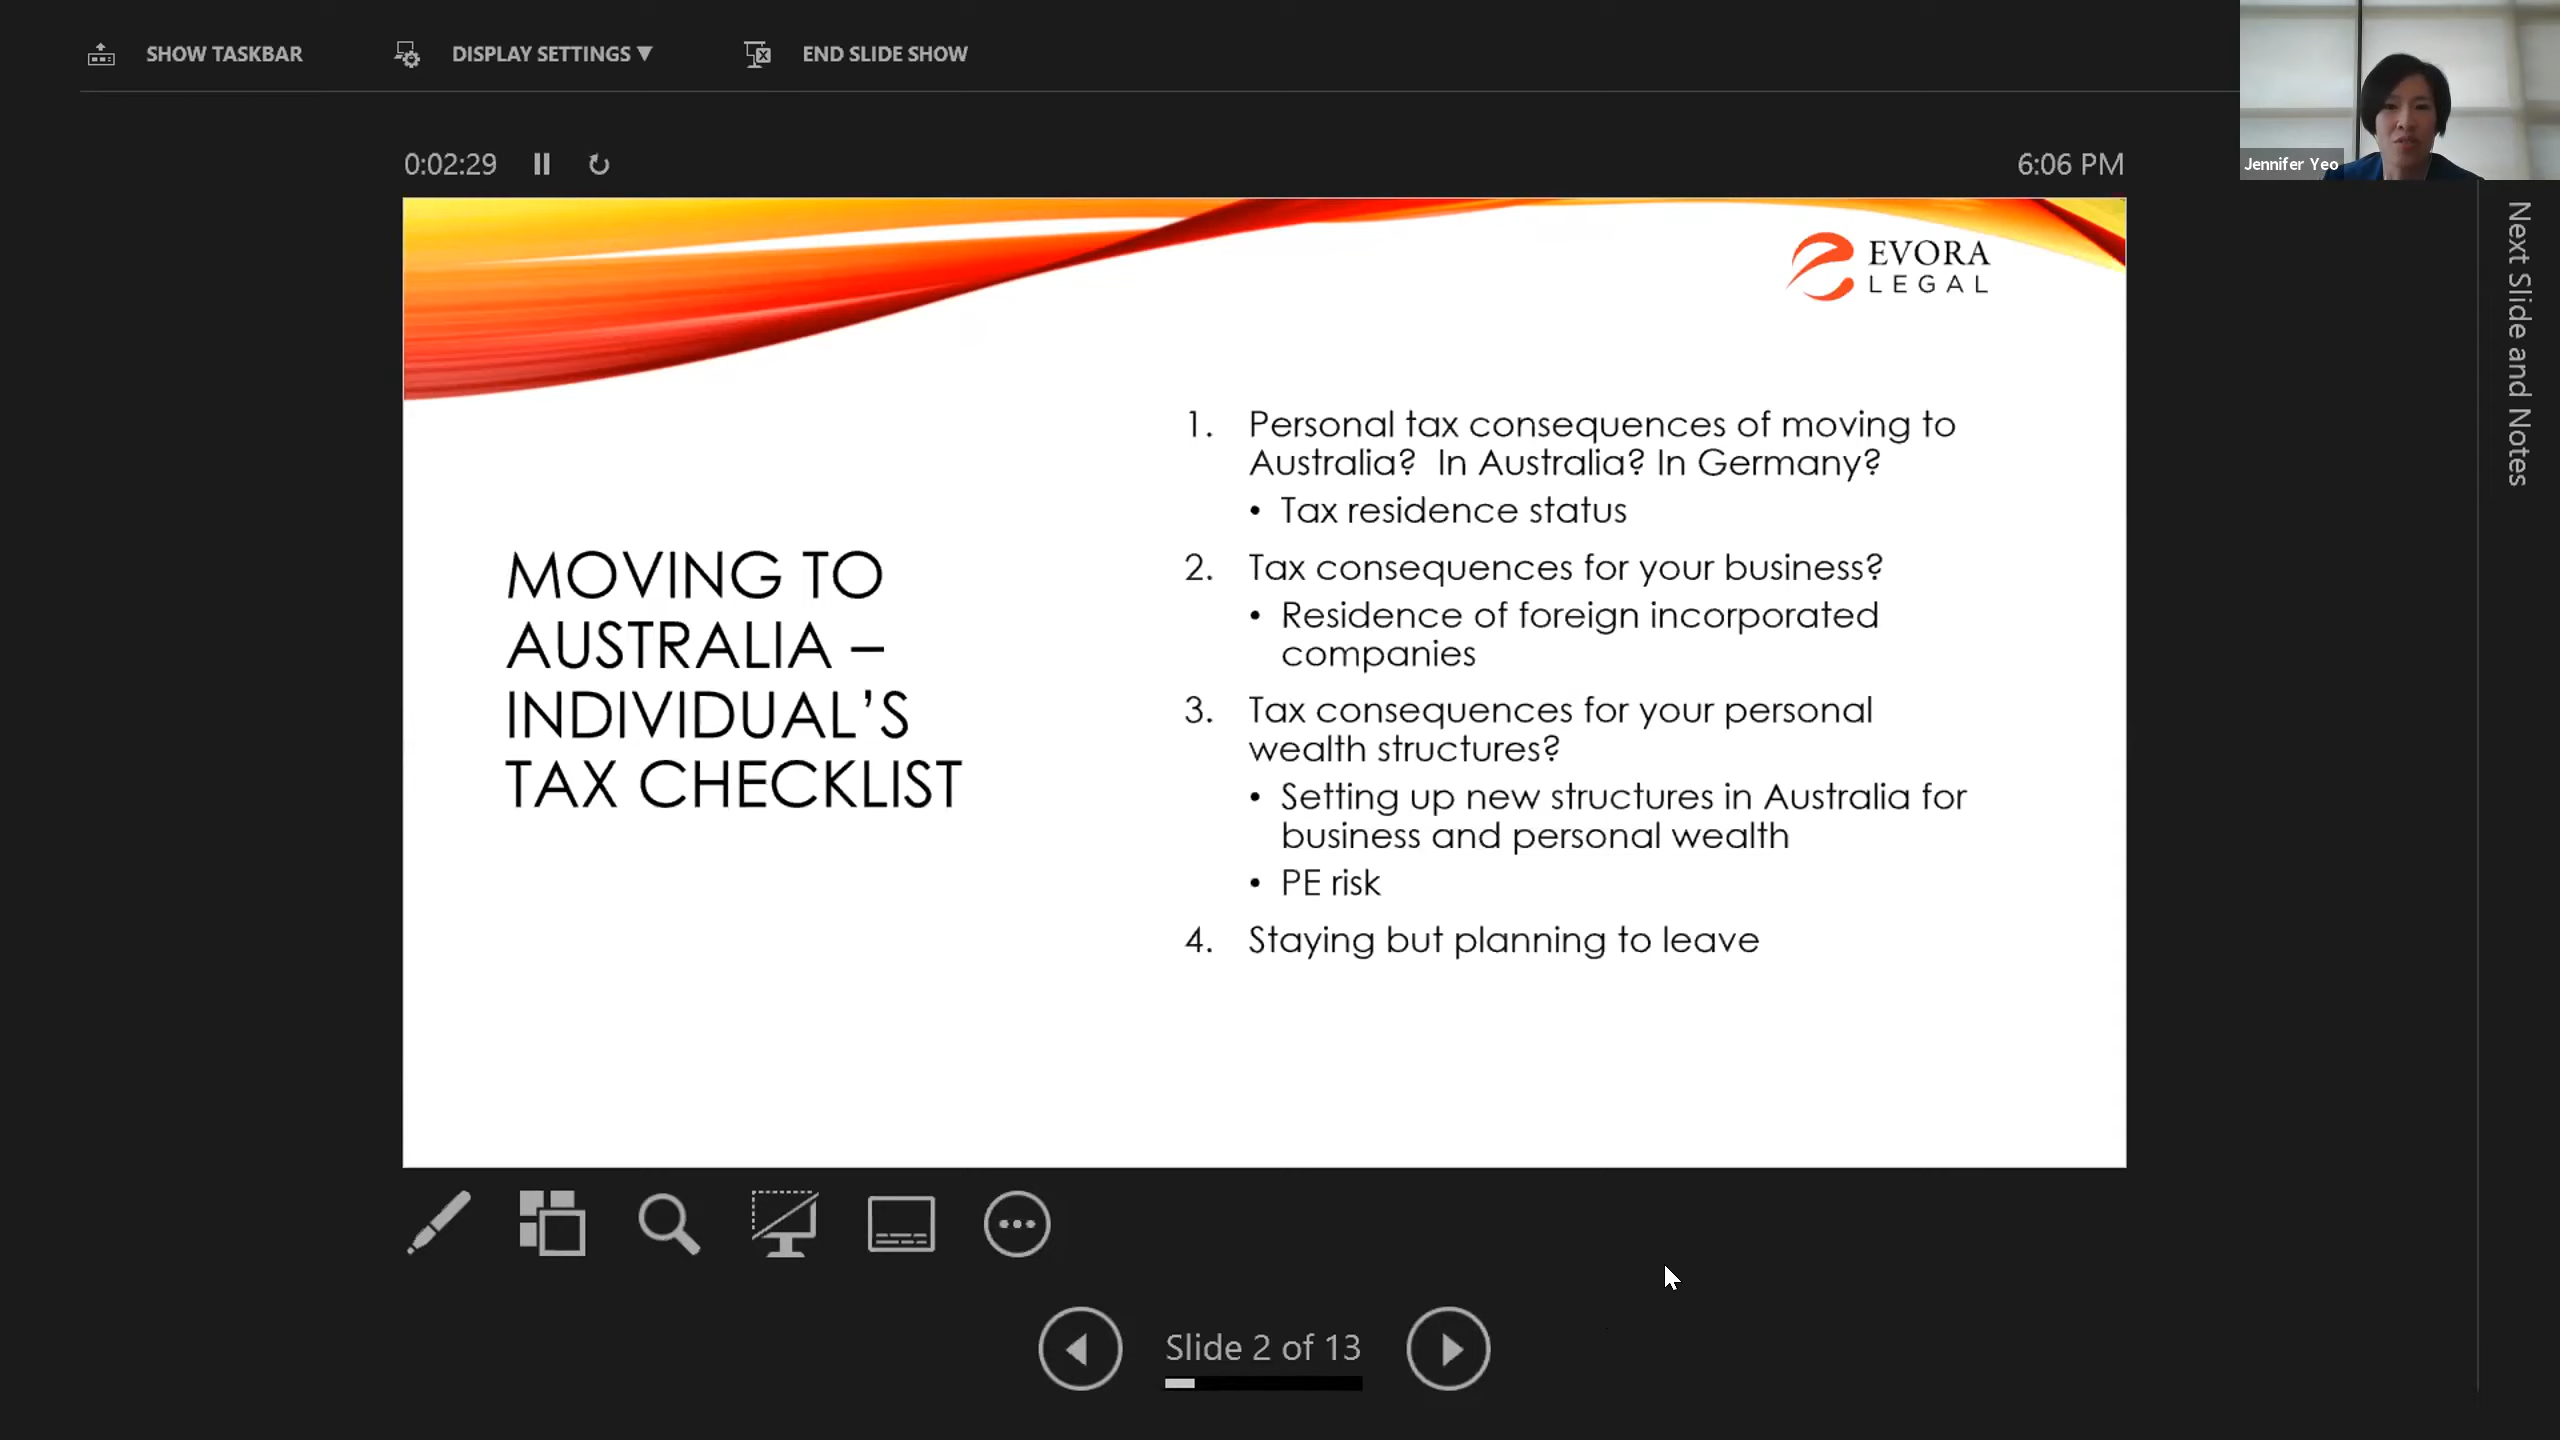 SHOW TASKBAR
DISPLAY SETTINGS ▼
END SLIDE SHOW
Jennifer Yeo
0:02:29
6:06 PM
Next Slide and Notes
EVORA
LEGAL
MOVING TO
AUSTRALIA –
INDIVIDUAL’S
TAX CHECKLIST
1. Personal tax consequences of moving to
Australia?  In Australia? In Germany?
• Tax residence status
2. Tax consequences for your business?
• Residence of foreign incorporated
companies
3. Tax consequences for your personal
wealth structures?
• Setting up new structures in Australia for
business and personal wealth
• PE risk
4. Staying but planning to leave
Slide 2 of 13